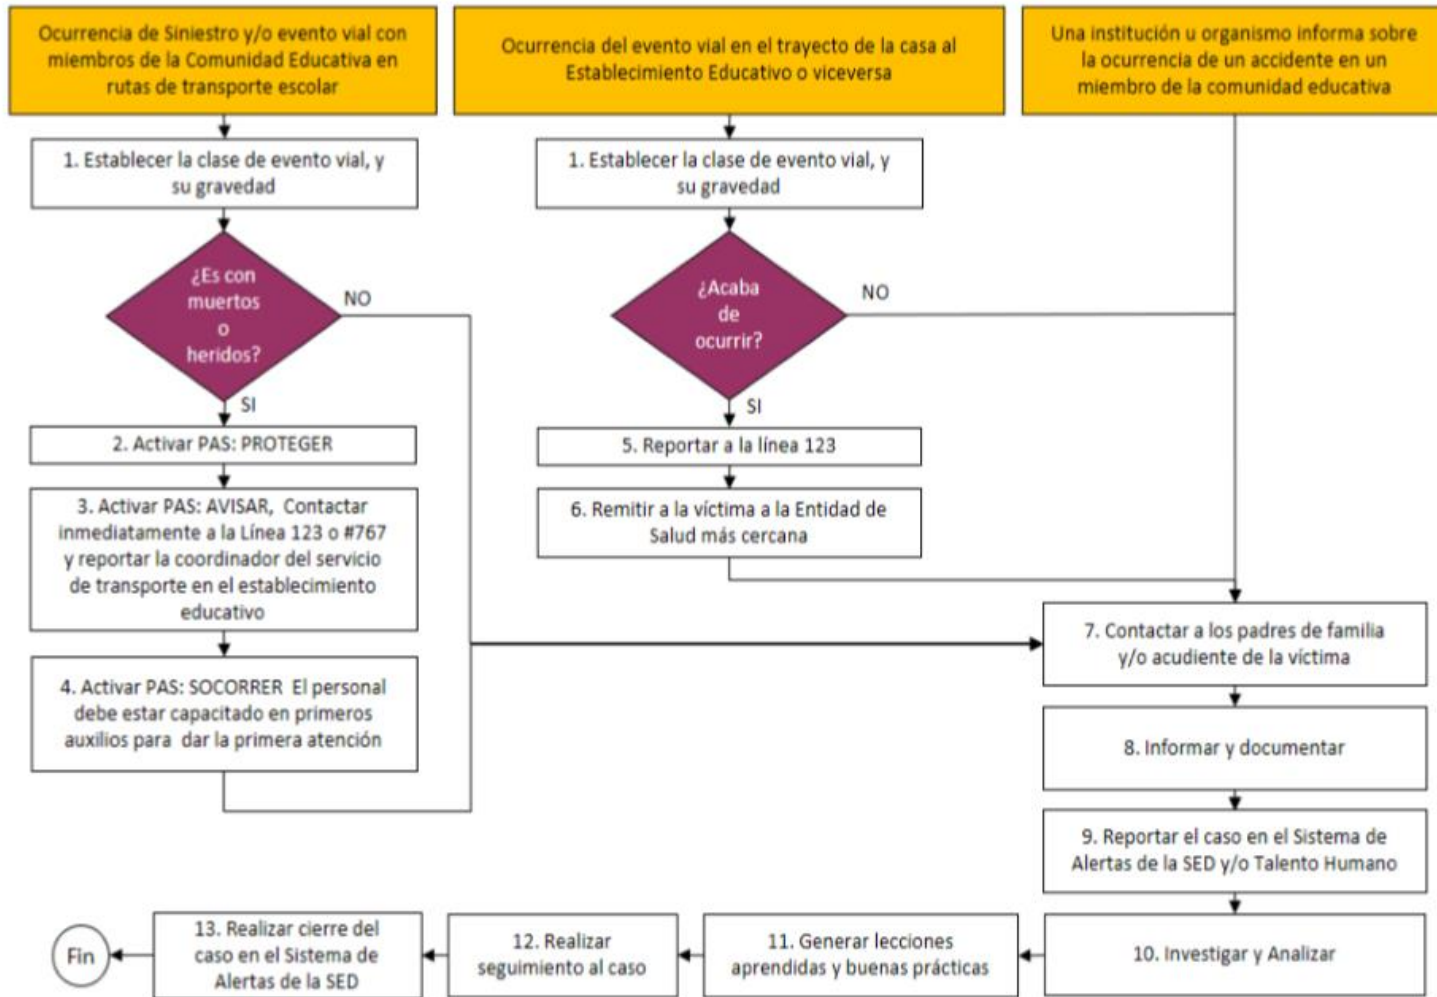 Ocurrencia de Siniestro y/o evento vial con
miembros de la Comunidad Educativa en
rutas de transporte escolar
Ocurrencia del evento vial en el trayecto de la casa al
Establecimiento Educativo o viceversa
Una institución u organismo informa sobre
la ocurrencia de un accidente en un
miembro de la comunidad educativa
1. Establecer la clase de evento vial, y
su gravedad
1. Establecer la clase de evento vial, y
su gravedad
¿Es con
muertos
o
heridos?
NO
¿Acaba
de
ocurrir?
NO
SI
SI
2. Activar PAS: PROTEGER
5. Reportar a la línea 123
3. Activar PAS: AVISAR, Contactar
inmediatamente a la Línea 123 o #767
y reportar la coordinador del servicio
de transporte en el establecimiento
educativo
6. Remitir a la víctima a la Entidad de
Salud más cercana
4. Activar PAS: SOCORRER El personal
debe estar capacitado en primeros
auxilios para dar la primera atención
7. Contactar a los padres de familia
y/o acudiente de la víctima
8. Informar y documentar
9. Reportar el caso en el Sistema de
Alertas de la SED y/o Talento Humano
10. Investigar y Analizar
11. Generar lecciones
aprendidas y buenas prácticas
12. Realizar
seguimiento al caso
13. Realizar cierre del
caso en el Sistema de
Alertas de la SED
Fin